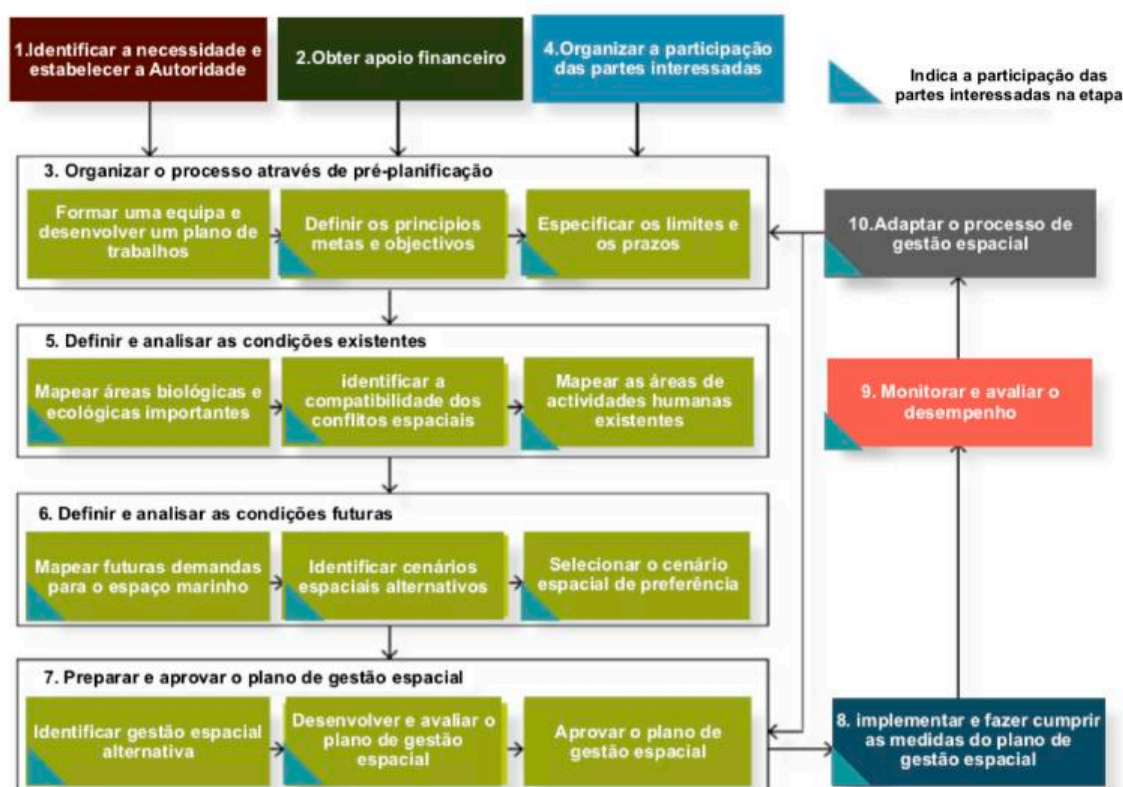 1.Identificar a necessidade e
estabelecer a Autoridade
2.Obter apoio financeiro
4.Organizar a participação
das partes interessadas
Indica a participação das
partes interessadas na etapa
3. Organizar o processo através de pré-planificação
Formar uma equipa e
desenvolver um plano de
trabalhos
Definir os principios
metas e objectivos
Especificar os limites e
os prazos
10.Adaptar o processo de
gestão espacial
5. Definir e analisar as condições existentes
Mapear áreas biológicas e
ecológicas importantes
identificar a
compatibilidade dos
conflitos espaciais
Mapear as áreas de
actividades humanas
existentes
9. Monitorar e avaliar o
desempenho
6. Definir e analisar as condições futuras
Mapear futuras demandas
para o espaço marinho
Identificar cenários
espaciais alternativos
Selecionar o cenário
espacial de preferência
7. Preparar e aprovar o plano de gestão espacial
Identificar gestão espacial
alternativa
Desenvolver e avaliar o
plano de gestão
espacial
Aprovar o plano de
gestão espacial
8. implementar e fazer cumprir
as medidas do plano de
gestão espacial